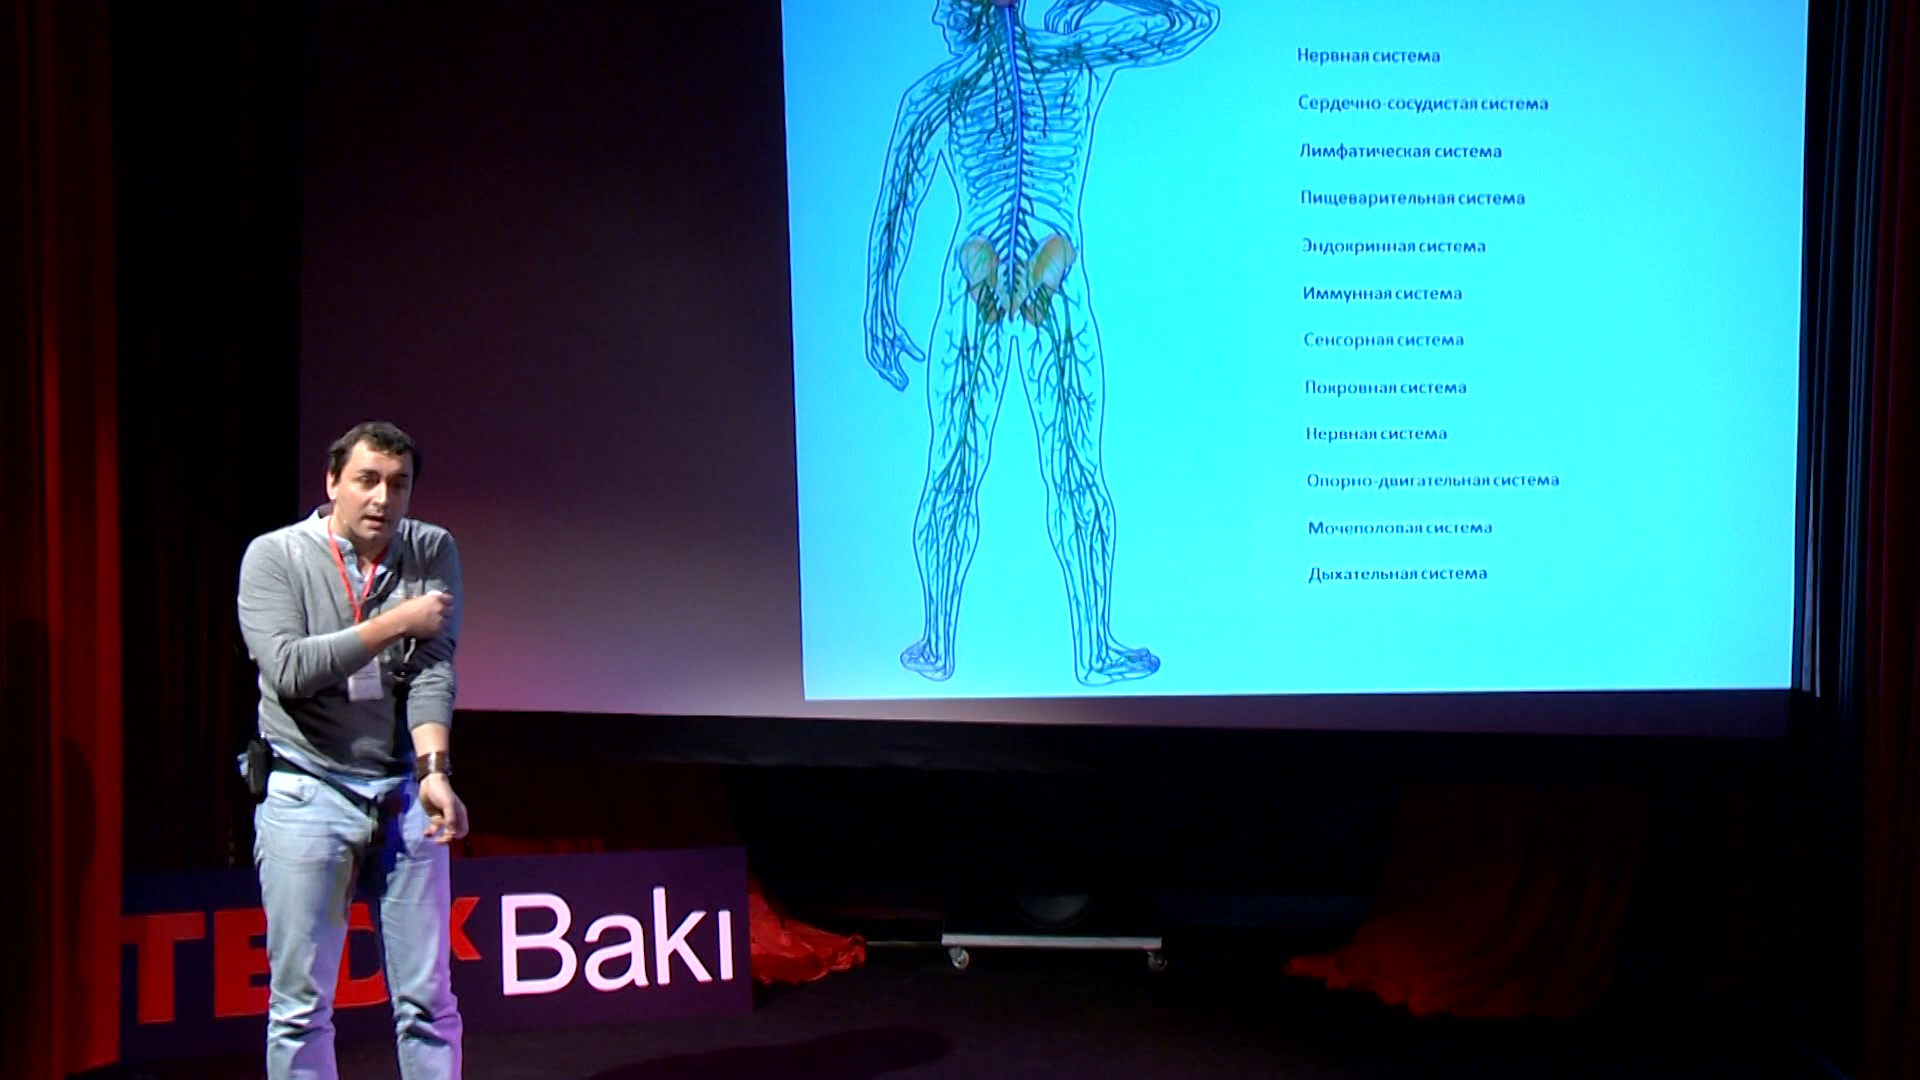 Нервная система
Сердечно-сосудистая система
Лимфатическая система
Пищеварительная система
Эндокринная система
Иммунная система
Сенсорная система
Покровная система
Нервная система
Опорно-двигательная система
Мочеполовая система
Дыхательная система
TEDx Bakı